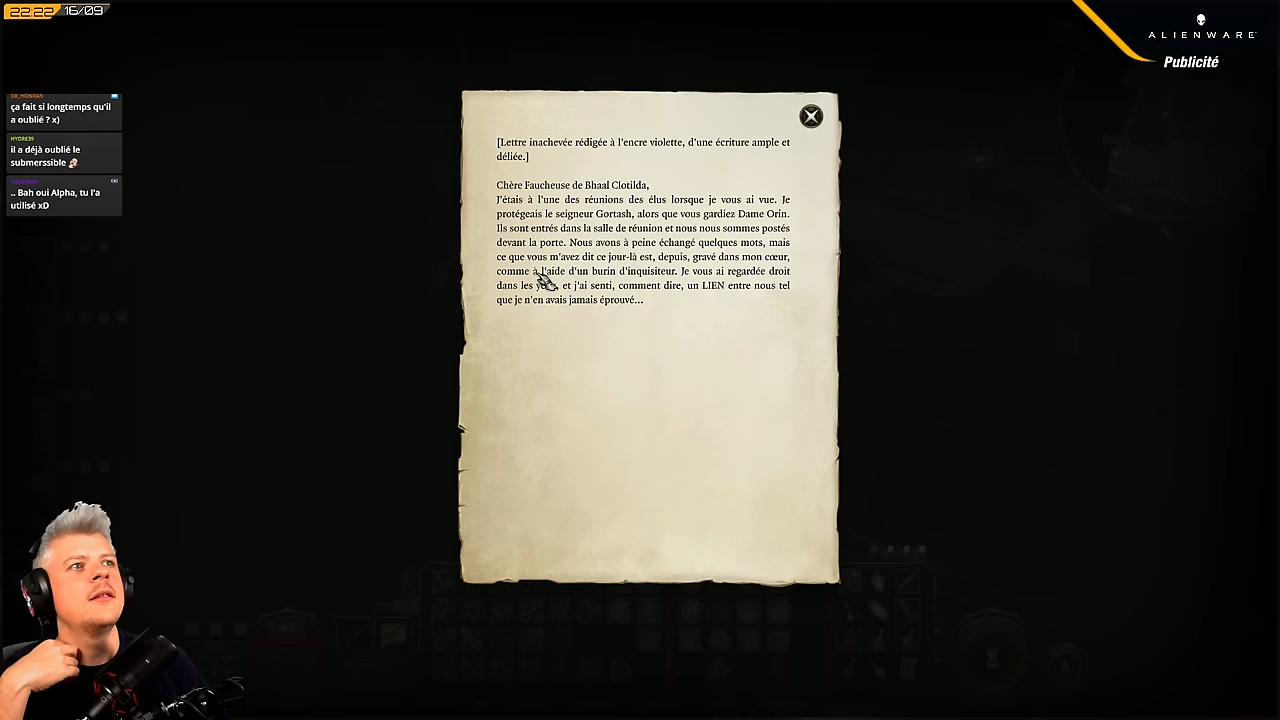 22:22 16/09
ALIENWARE
Publicité
DR_HONRAN
ça fait si longtemps qu'il
a oublié ? x)
HYDRE39
il a déjà oublié le
submerssible
.. Bah oui Alpha, tu l'a
utilisé xD
[Lettre inachevée rédigée à l'encre violette, d'une écriture ample et
déliée.]
Chère Faucheuse de Bhaal Clotilda,
J'étais à l'une des réunions des élus lorsque je vous ai vue. Je
protégeais le seigneur Gortash, alors que vous gardiez Dame Orin.
Ils sont entrés dans la salle de réunion et nous nous sommes postés
devant la porte. Nous avons à peine échangé quelques mots, mais
ce que vous m'avez dit ce jour-là est, depuis, gravé dans mon cœur,
comme à l'aide d'un burin d'inquisiteur. Je vous ai regardée droit
dans les et j'ai senti, comment dire, un LIEN entre nous tel
que je n'en avais jamais éprouvé...